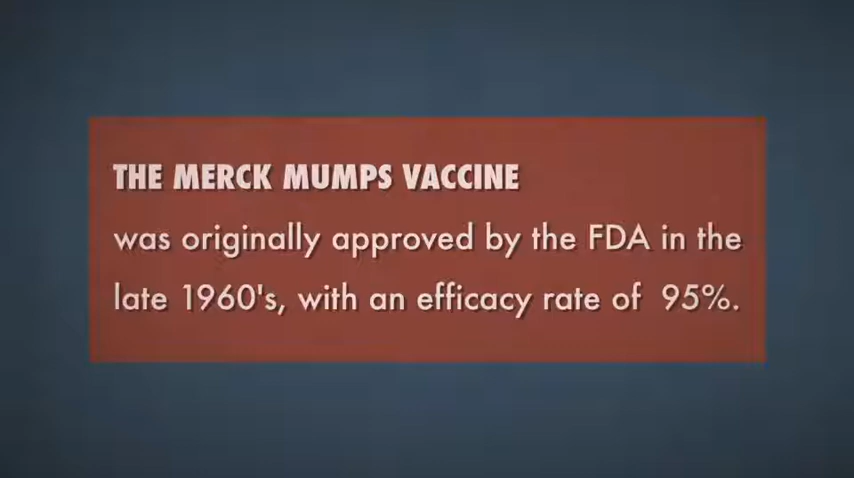 THE MERCK MUMPS VACCINE
was originally approved by the FDA in the
late 1960's, with an efficacy rate of 95%.